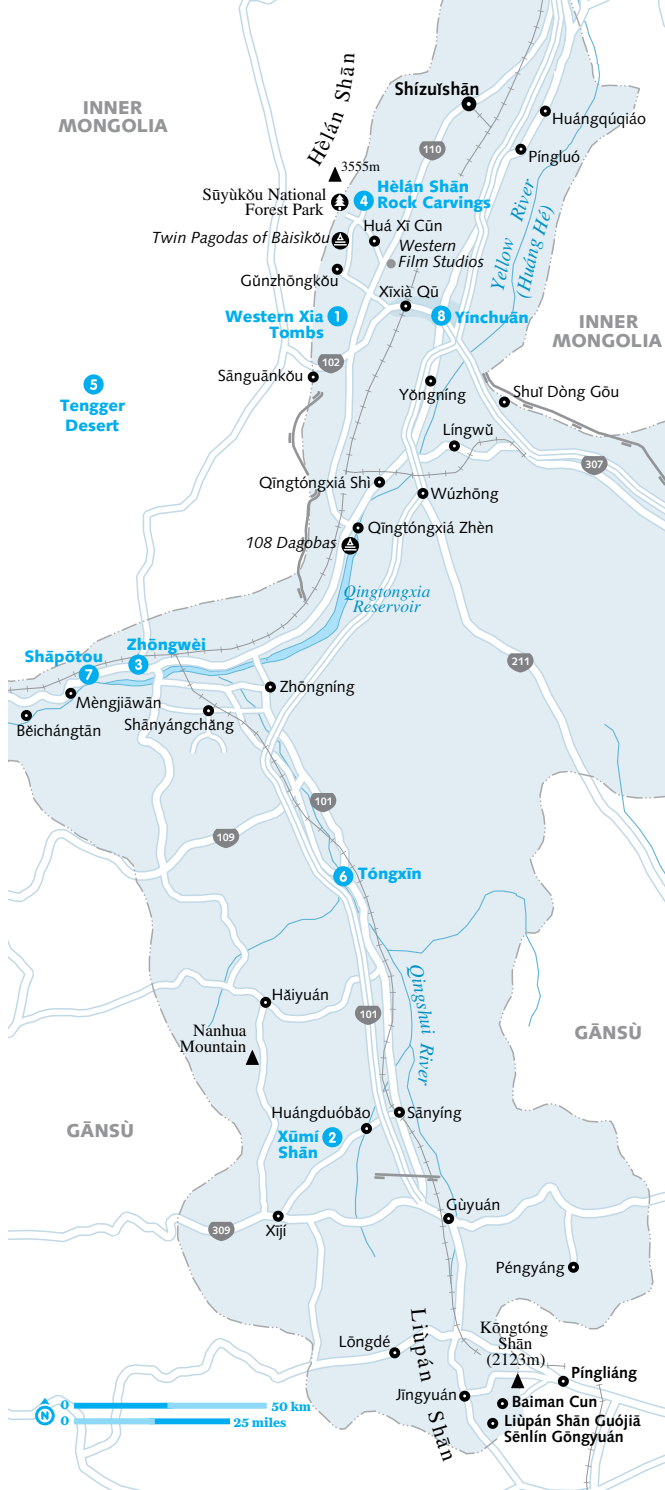 INNER
MONGOLIA
Hèlán Shān
Shízuǐshān
Huángqúqiáo
110
Píngluó
3555m
Sūyùkǒu National
Forest Park
4
Hèlán Shān
Rock Carvings
Twin Pagodas of Bàisìkǒu
Huá Xī Cūn
Western
Film Studios
Yellow River
(Huáng Hé)
Gǔnzhōngkǒu
Xīxià Qū
Western Xia
Tombs
1
8
Yínchuān
INNER
MONGOLIA
102
Sānguānkǒu
5
Tengger
Desert
Yǒngníng
Shuǐ Dòng Gōu
Língwǔ
307
Qīngtóngxiá Shì
Wúzhōng
Qīngtóngxiá Zhèn
108 Dagobas
Qingtongxia
Reservoir
211
Shāpōtou
7
Zhōngwèi
3
Mèngjiāwān
Zhōngníng
Běichángtān
Shānyángchǎng
101
109
6
Tóngxīn
Qingshui River
Hǎiyuán
101
Nanhua
Mountain
GĀNSÙ
Huángduóbǎo
Sānyíng
GĀNSÙ
Xūmí
Shān
2
Gùyuán
309
Xījí
Péngyáng
Liùpán Shān
Lōngdé
Kōngtóng
Shān
(2123m)
Píngliáng
Jīngyuán
Baiman Cun
Liùpán Shān Guójiā
Sēnlín Gōngyuán
N
0
50 km
0
25 miles